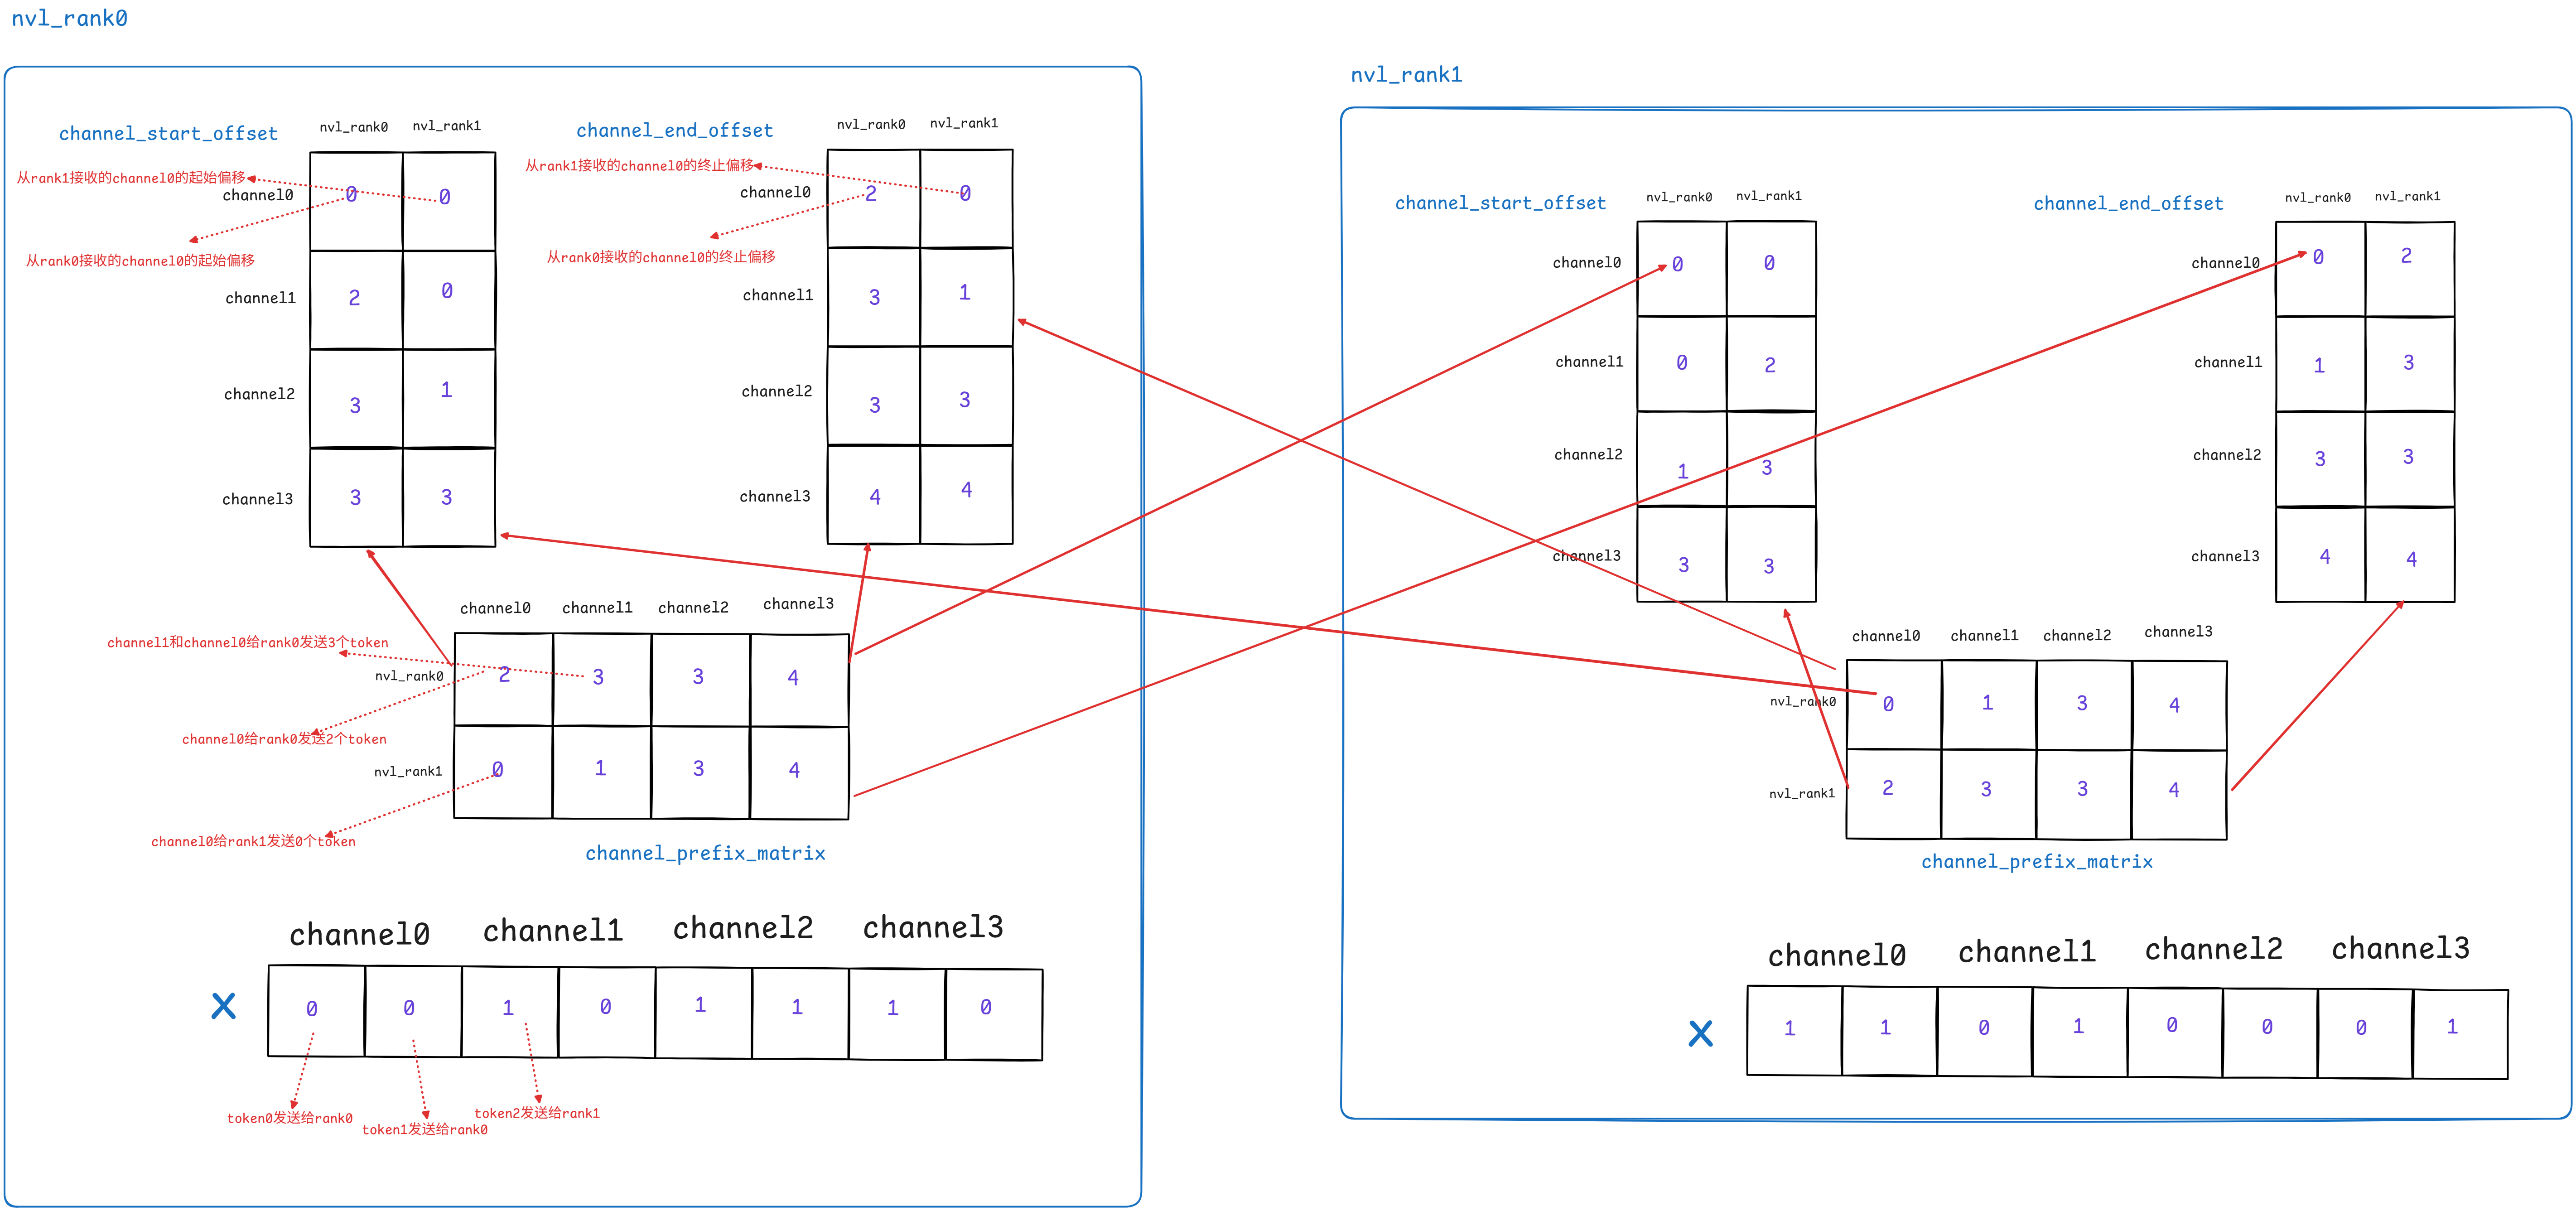 nvl_rank0
channel_start_offset
nvl_rank0 nvl_rank1
从rank1接收的channel0的起始偏移
channel0 0 0
从rank0接收的channel0的起始偏移
channel1 2 0
channel2 3 1
channel3 3 3
channel_end_offset
nvl_rank0 nvl_rank1
从rank1接收的channel0的终止偏移
channel0 2 0
从rank0接收的channel0的终止偏移
channel1 3 1
channel2 3 3
channel3 4 4
channel0 channel1 channel2 channel3
channel1和channel0给rank0发送3个token
nvl_rank0 2 3 3 4
channel0给rank0发送2个token
nvl_rank1 0 1 3 4
channel0给rank1发送0个token
channel_prefix_matrix
channel0 channel1 channel2 channel3
X 0 0 1 0 1 1 1 0
token0发送给rank0
token1发送给rank0
token2发送给rank1
nvl_rank1
channel_start_offset
nvl_rank0 nvl_rank1
channel0 0 0
channel1 0 2
channel2 1 3
channel3 3 3
channel_end_offset
nvl_rank0 nvl_rank1
channel0 0 2
channel1 1 3
channel2 3 3
channel3 4 4
channel0 channel1 channel2 channel3
nvl_rank0 0 1 3 4
nvl_rank1 2 3 3 4
channel_prefix_matrix
channel0 channel1 channel2 channel3
X 1 1 0 1 0 0 0 1